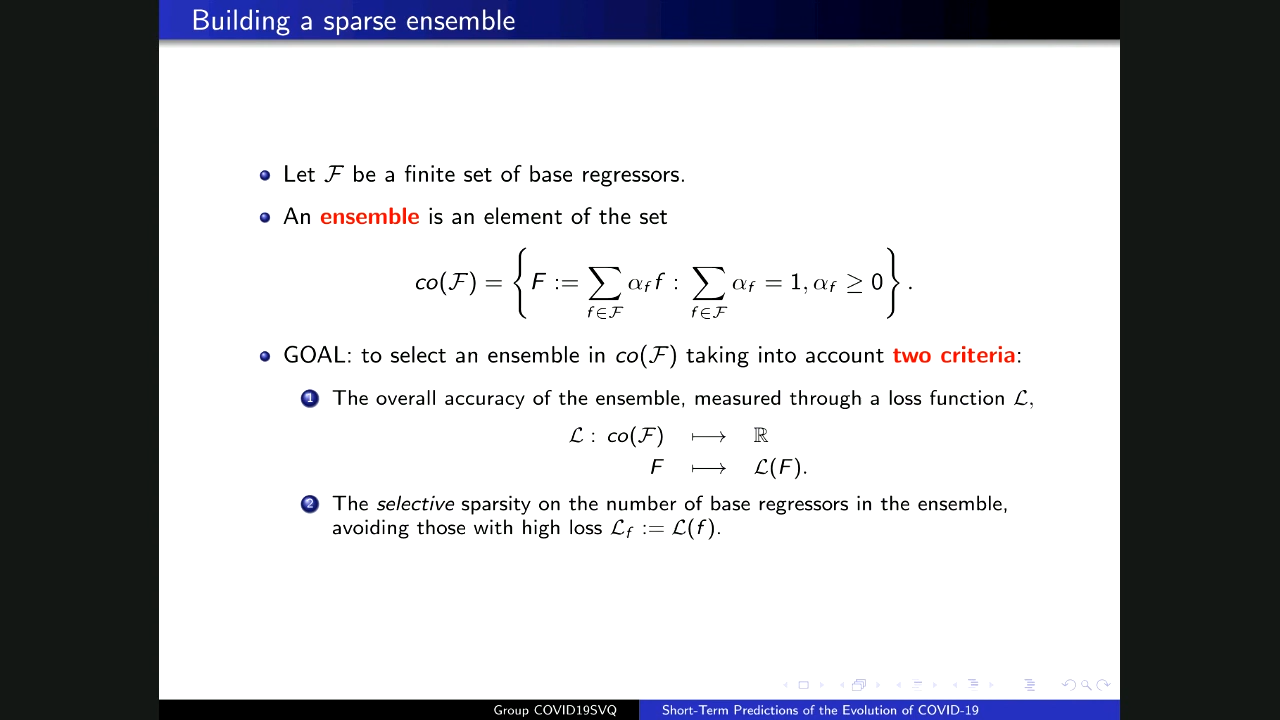 Building a sparse ensemble
Let ℱ be a finite set of base regressors.
An ensemble is an element of the set
co(ℱ) = { F := ∑_{f∈ℱ} α_f f : ∑_{f∈ℱ} α_f = 1, α_f ≥ 0 } .
GOAL: to select an ensemble in co(ℱ) taking into account two criteria:
1 The overall accuracy of the ensemble, measured through a loss function ℒ,
ℒ : co(ℱ) ⟼ ℝ
F ⟼ ℒ(F).
2 The selective sparsity on the number of base regressors in the ensemble,
avoiding those with high loss ℒ_f := ℒ(f).
Group COVID19SVQ Short-Term Predictions of the Evolution of COVID-19